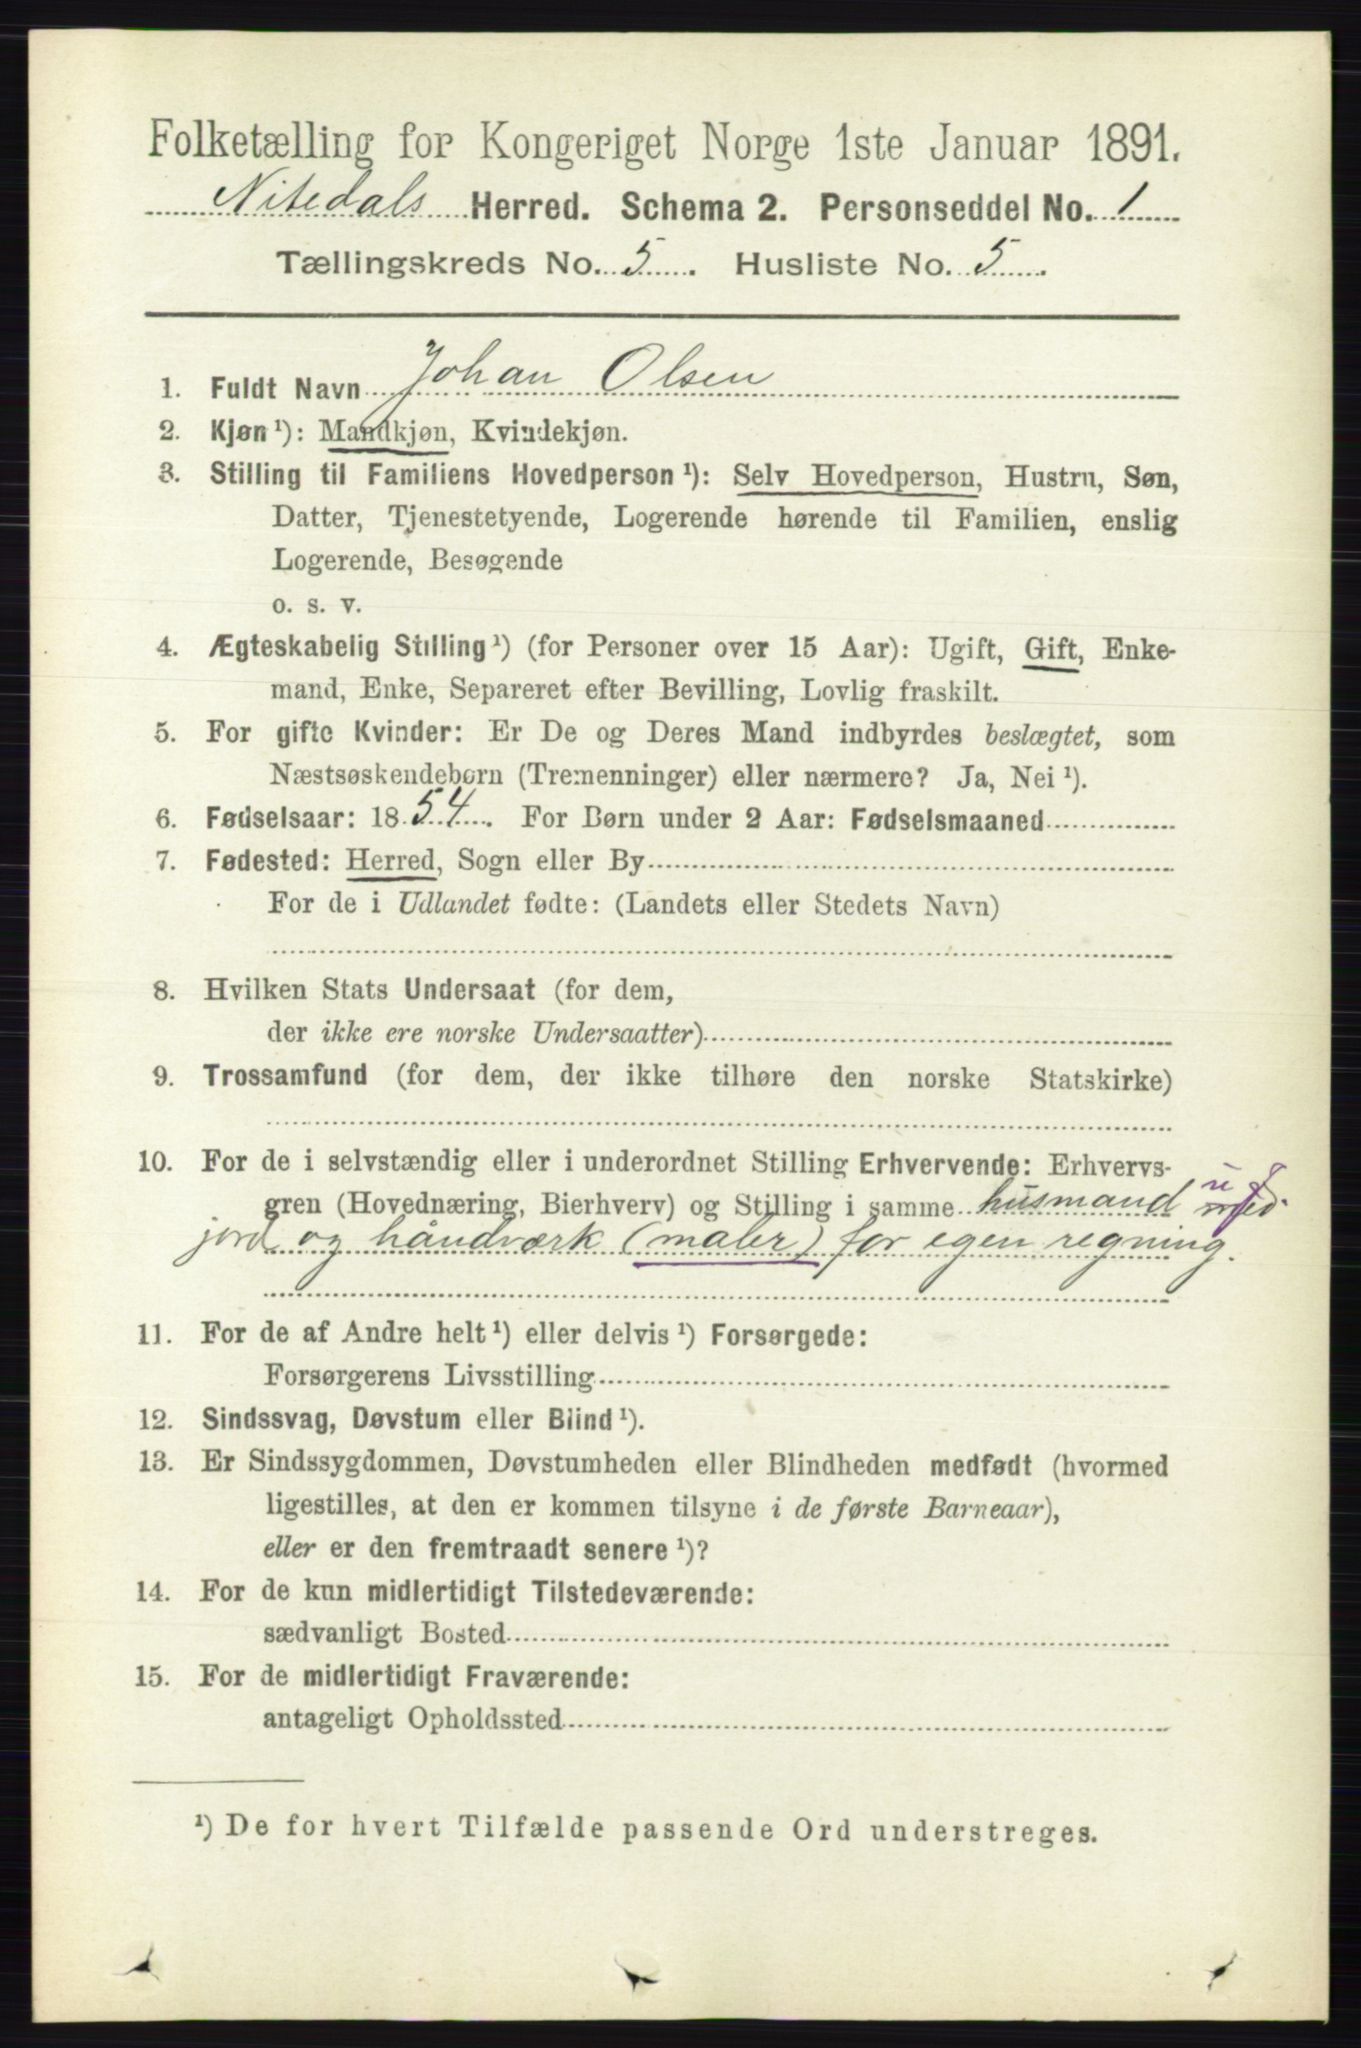 Folketælling for Kongeriget Norge 1ste Januar 1891.
Nitedals Herred. Schema 2. Personseddel No. 1
Tællingskreds No. 5. Husliste No. 5.
1. Fuldt Navn Johan Olsen
2. Kjøn¹): Mandkjøn, Kvindekjøn.
3. Stilling til Familiens Hovedperson¹): Selv Hovedperson, Hustru, Søn,
Datter, Tjenestetyende, Logerende hørende til Familien, enslig
Logerende, Besøgende
o. s. v.
4. Ægteskabelig Stilling¹) (for Personer over 15 Aar): Ugift, Gift, Enke-
mand, Enke, Separeret efter Bevilling, Lovlig fraskilt.
5. For gifte Kvinder: Er De og Deres Mand indbyrdes beslægtet, som
Næstsøskendebørn (Tremenninger) eller nærmere? Ja, Nei¹).
6. Fødselsaar: 1854. For Børn under 2 Aar: Fødselsmaaned
7. Fødested: Herred, Sogn eller By
For de i Udlandet fødte: (Landets eller Stedets Navn)
8. Hvilken Stats Undersaat (for dem,
der ikke ere norske Undersaatter)
9. Trossamfund (for dem, der ikke tilhøre den norske Statskirke)
10. For de i selvstændig eller i underordnet Stilling Erhvervende: Erhvervs-
gren (Hovednæring, Bierhverv) og Stilling i samme husmand med
jord og håndværk (maler) for egen regning.
11. For de af Andre helt¹) eller delvis¹) Forsørgede:
Forsørgerens Livsstilling
12. Sindssvag, Døvstum eller Blind¹).
13. Er Sindssygdommen, Døvstumheden eller Blindheden medfødt (hvormed
ligestilles, at den er kommen tilsyne i de første Barneaar),
eller er den fremtraadt senere¹)?
14. For de kun midlertidigt Tilstedeværende:
sædvanligt Bosted
15. For de midlertidigt Fraværende:
antageligt Opholdssted
¹) De for hvert Tilfælde passende Ord understreges.